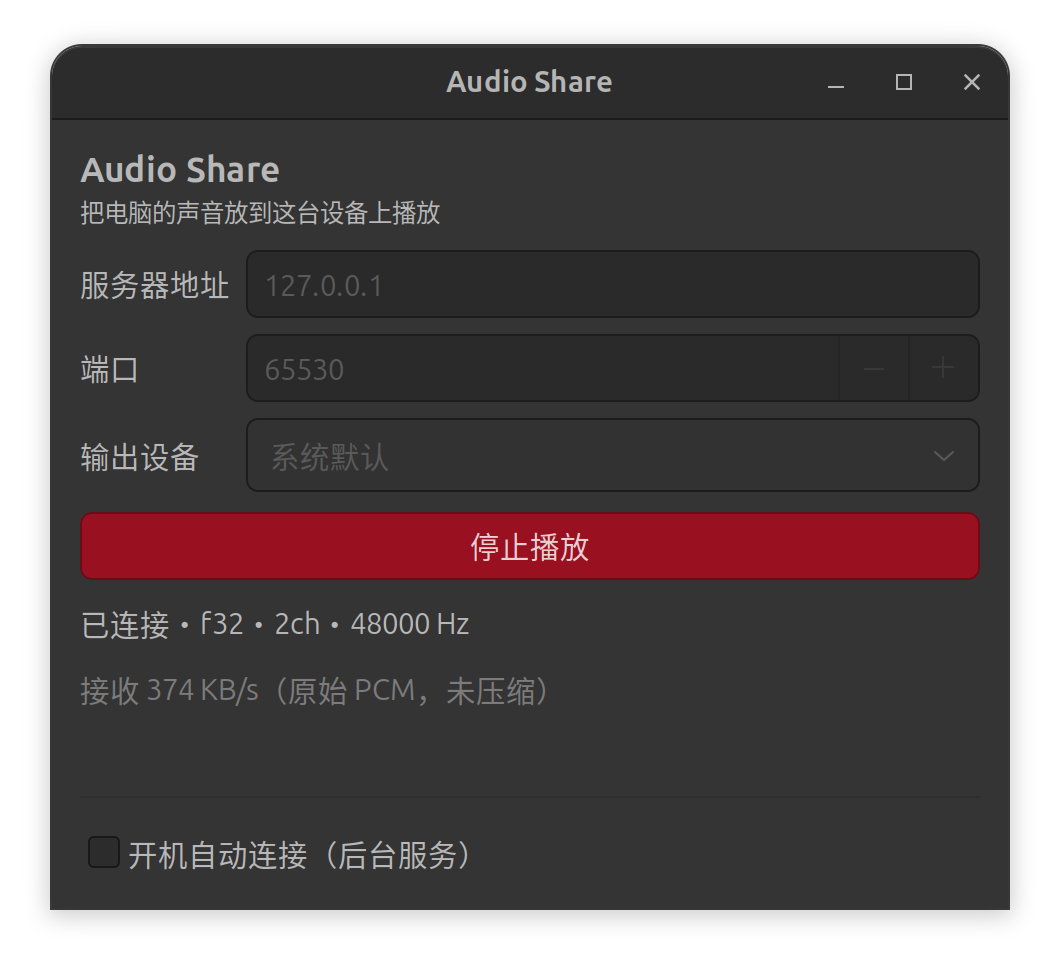 Audio Share
Audio Share
把电脑的声音放到这台设备上播放
服务器地址 127.0.0.1
端口 65530
输出设备 系统默认
停止播放
已连接 · f32 · 2ch · 48000 Hz
接收 374 KB/s（原始 PCM，未压缩）
开机自动连接（后台服务）